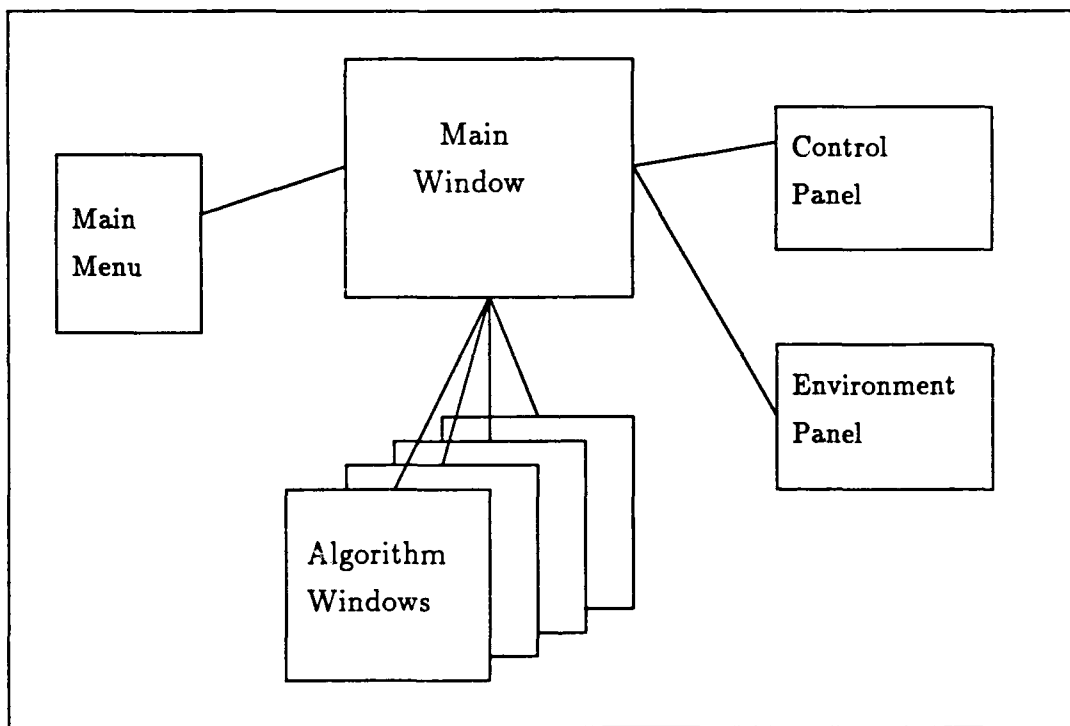 Main
Window
Control
Panel
Main
Menu
Environment
Panel
Algorithm
Windows